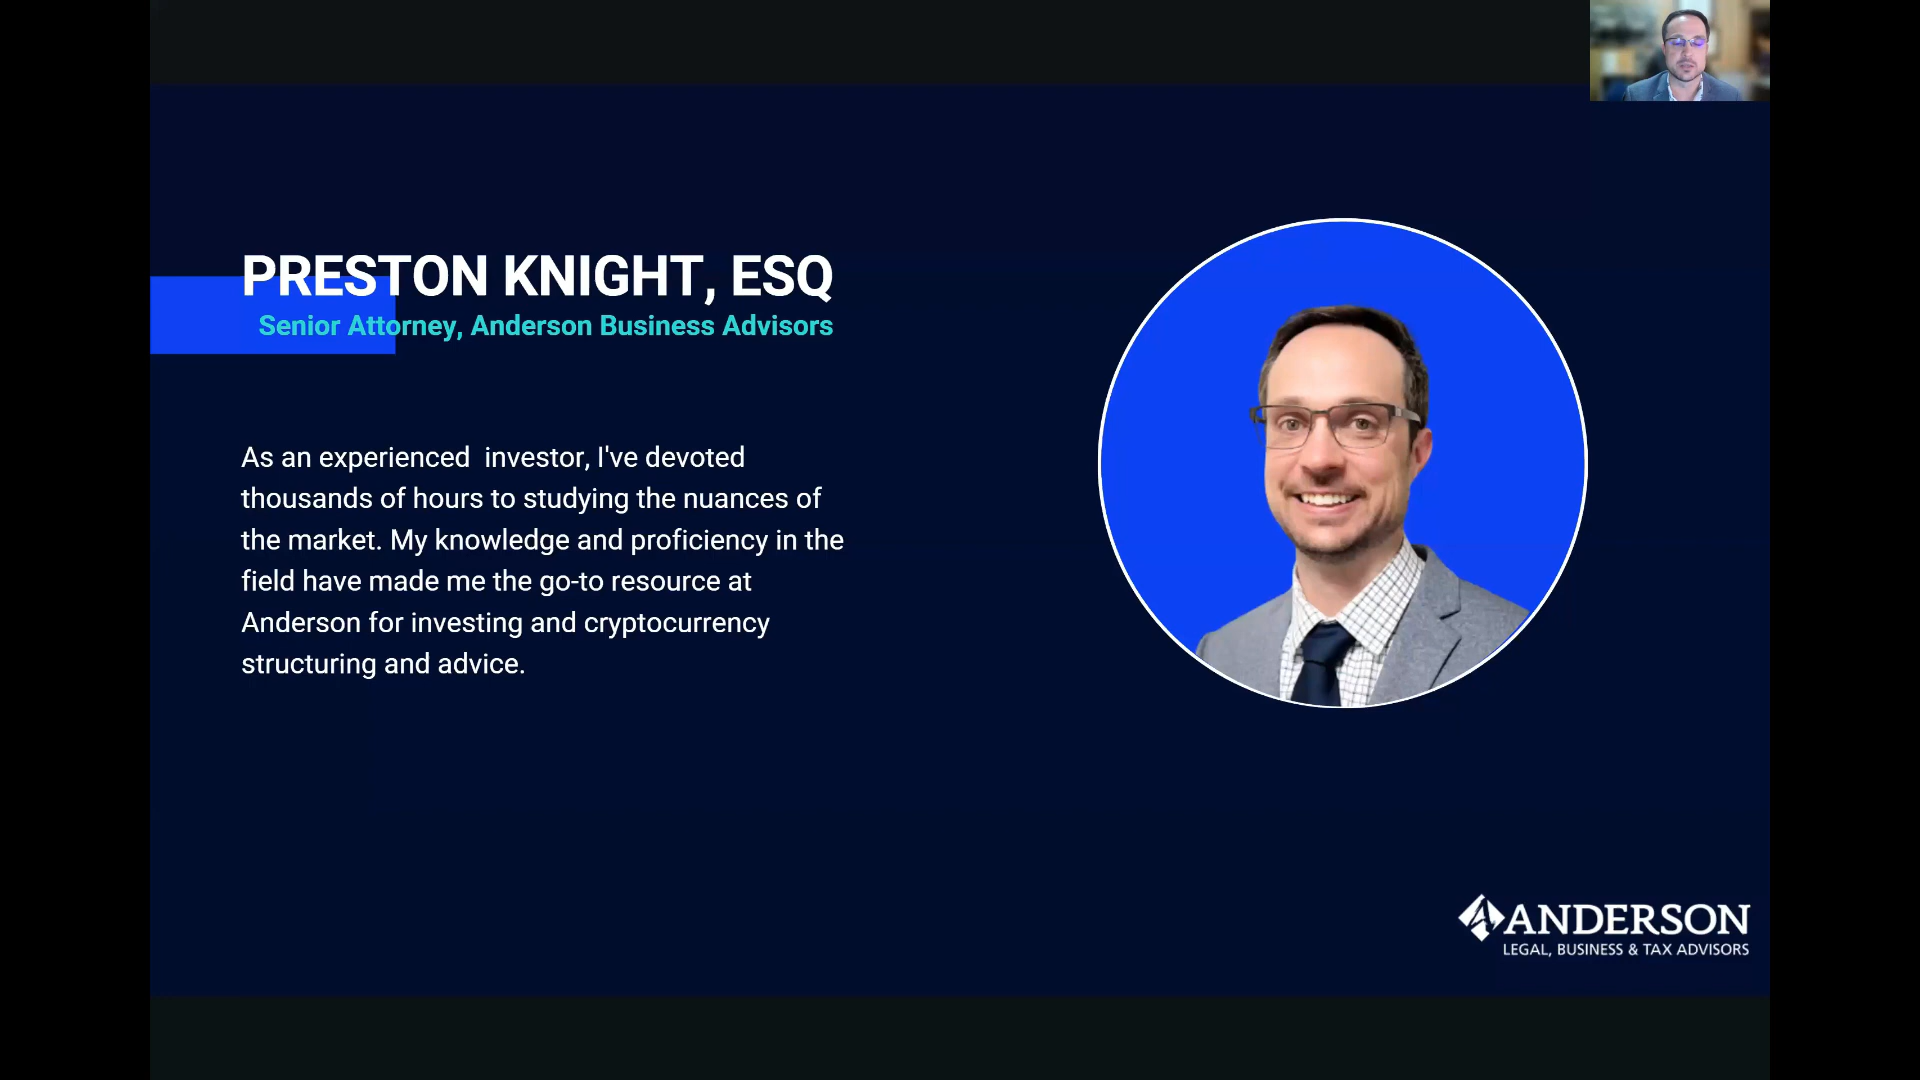 PRESTON KNIGHT, ESQ
Senior Attorney, Anderson Business Advisors
As an experienced  investor, I've devoted
thousands of hours to studying the nuances of
the market. My knowledge and proficiency in the
field have made me the go-to resource at
Anderson for investing and cryptocurrency
structuring and advice.
ANDERSON
LEGAL, BUSINESS & TAX ADVISORS